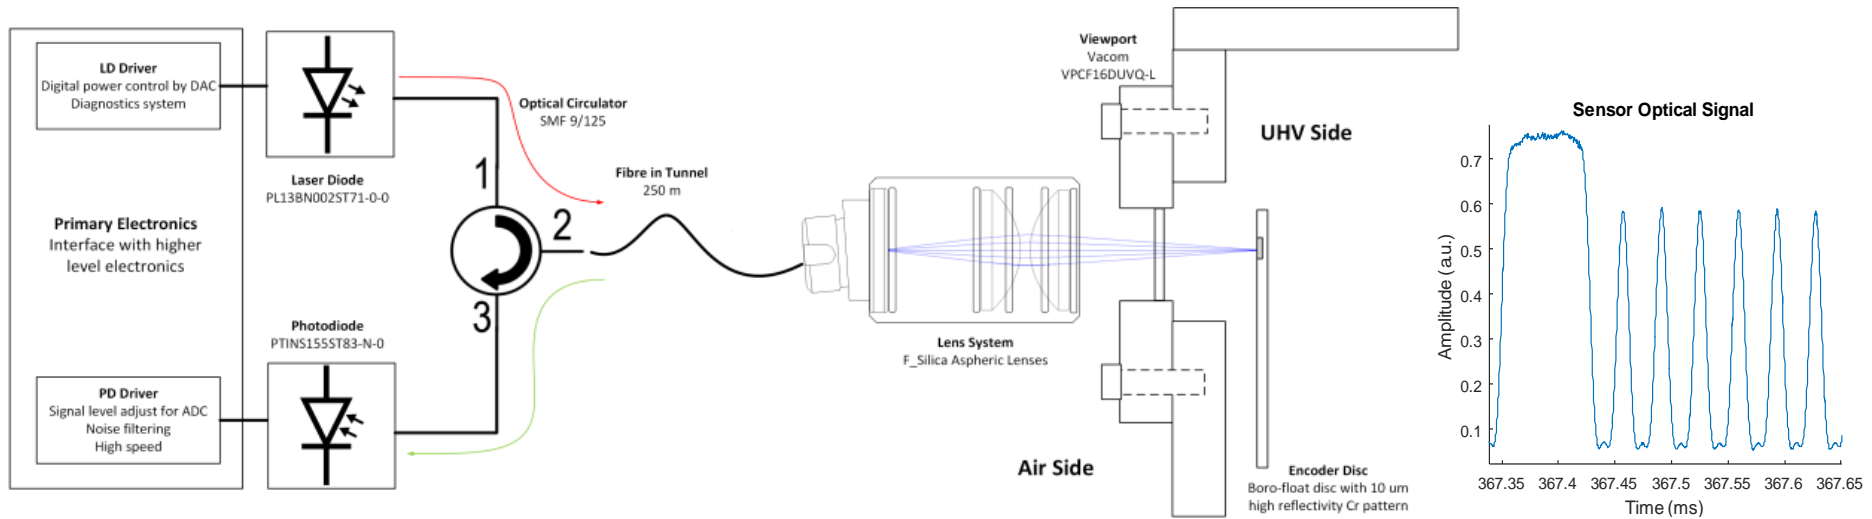 LD Driver
Digital power control by DAC
Diagnostics system
Laser Diode
PL13BN002ST71-0-0
Primary Electronics
Interface with higher
level electronics
Photodiode
PTINS155ST83-N-0
PD Driver
Signal level adjust for ADC
Noise filtering
High speed
Optical Circulator
SMF 9/125
1
2
3
Fibre in Tunnel
250 m
Lens System
F_Silica Aspheric Lenses
Viewport
Vacom
VPCF16DUVQ-L
UHV Side
Air Side
Encoder Disc
Boro-float disc with 10 um
high reflectivity Cr pattern
Sensor Optical Signal
Amplitude (a.u.)
0.7
0.6
0.5
0.4
0.3
0.2
0.1
367.35 367.4 367.45 367.5 367.55 367.6 367.65
Time (ms)